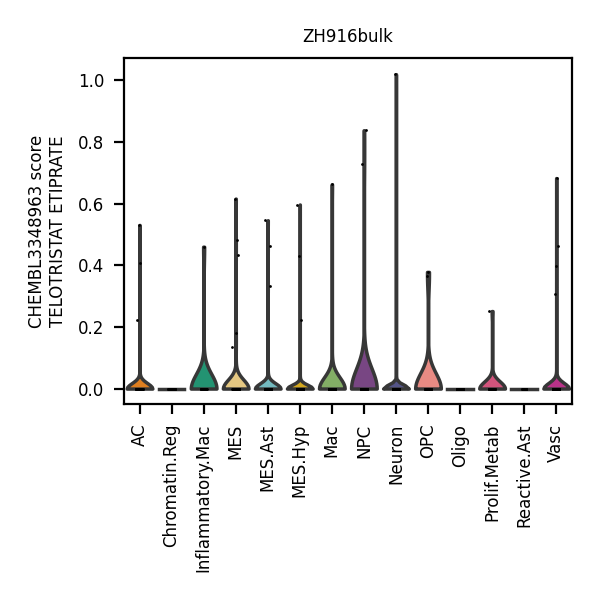 ZH916bulk
CHEMBL3348963 score
TELOTRISTAT ETIPRATE
1.0
0.8
0.6
0.4
0.2
0.0
AC
Chromatin.Reg
Inflammatory.Mac
MES
MES.Ast
MES.Hyp
Mac
NPC
Neuron
OPC
Oligo
Prolif.Metab
Reactive.Ast
Vasc